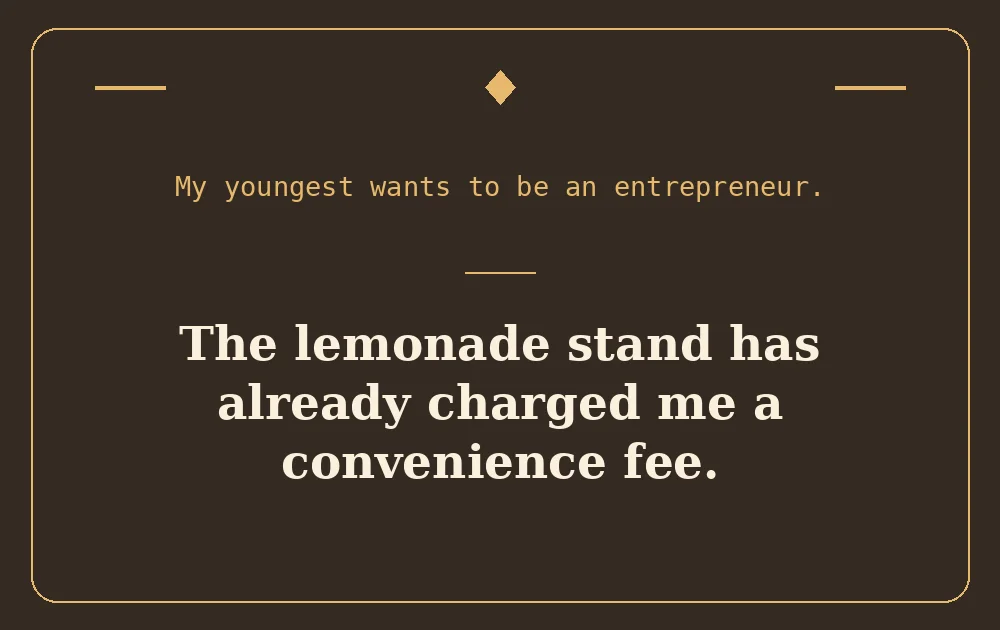 My youngest wants to be an entrepreneur.
The lemonade stand has
already charged me a
convenience fee.